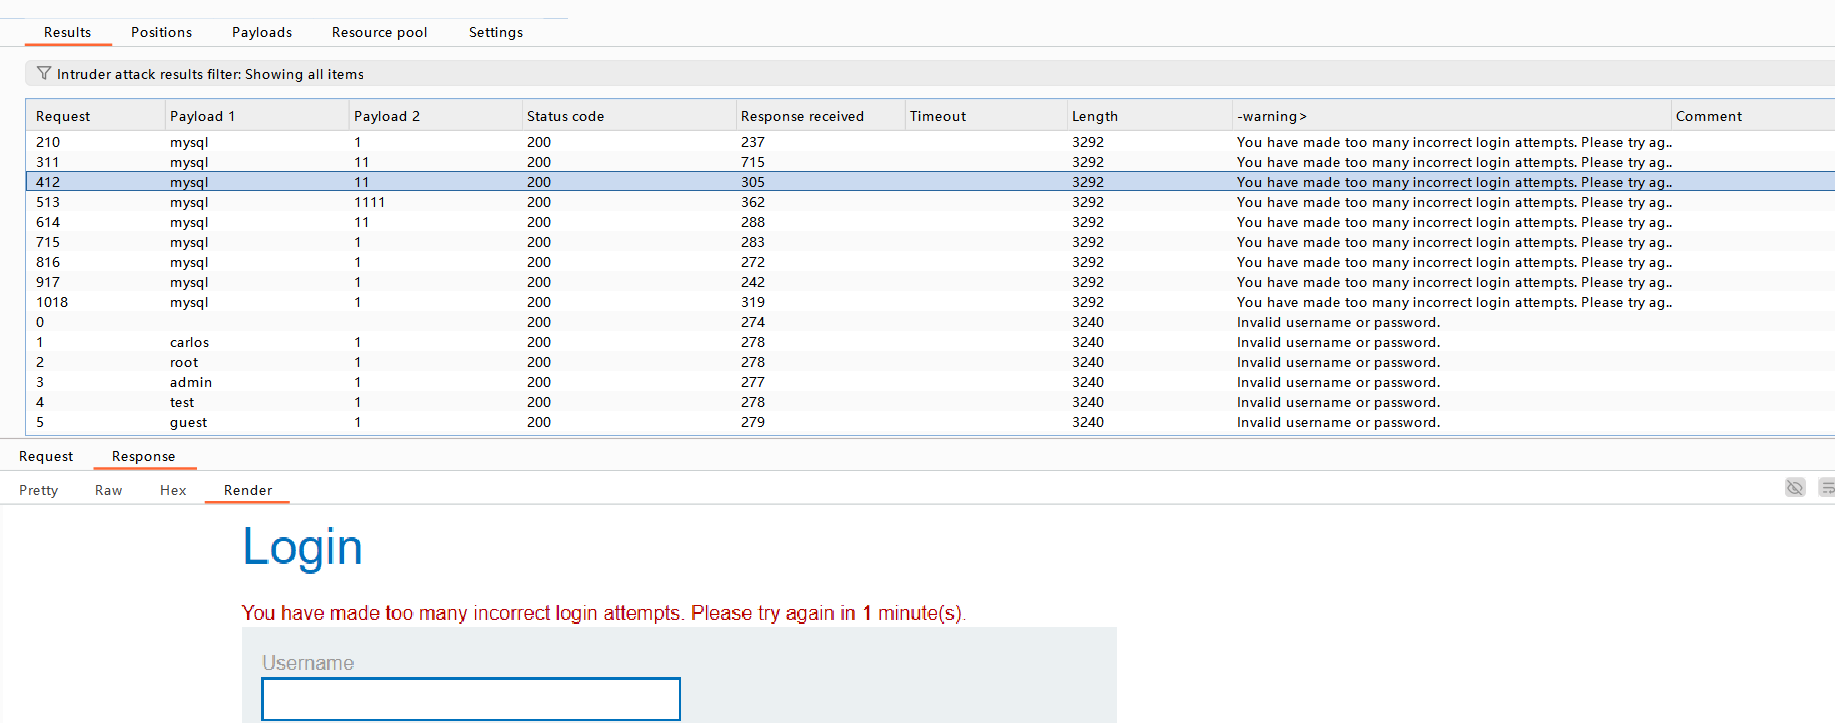 Results Positions Payloads Resource pool Settings
Intruder attack results filter: Showing all items
Request Payload 1 Payload 2 Status code Response received Timeout Length -warning> Comment
210 mysql 1 200 237 3292 You have made too many incorrect login attempts. Please try ag..
311 mysql 11 200 715 3292 You have made too many incorrect login attempts. Please try ag..
412 mysql 11 200 305 3292 You have made too many incorrect login attempts. Please try ag..
513 mysql 1111 200 362 3292 You have made too many incorrect login attempts. Please try ag..
614 mysql 11 200 288 3292 You have made too many incorrect login attempts. Please try ag..
715 mysql 1 200 283 3292 You have made too many incorrect login attempts. Please try ag..
816 mysql 1 200 272 3292 You have made too many incorrect login attempts. Please try ag..
917 mysql 1 200 242 3292 You have made too many incorrect login attempts. Please try ag..
1018 mysql 1 200 319 3292 You have made too many incorrect login attempts. Please try ag..
0 200 274 3240 Invalid username or password.
1 carlos 1 200 278 3240 Invalid username or password.
2 root 1 200 278 3240 Invalid username or password.
3 admin 1 200 277 3240 Invalid username or password.
4 test 1 200 278 3240 Invalid username or password.
5 guest 1 200 279 3240 Invalid username or password.
Request Response
Pretty Raw Hex Render
Login
You have made too many incorrect login attempts. Please try again in 1 minute(s).
Username